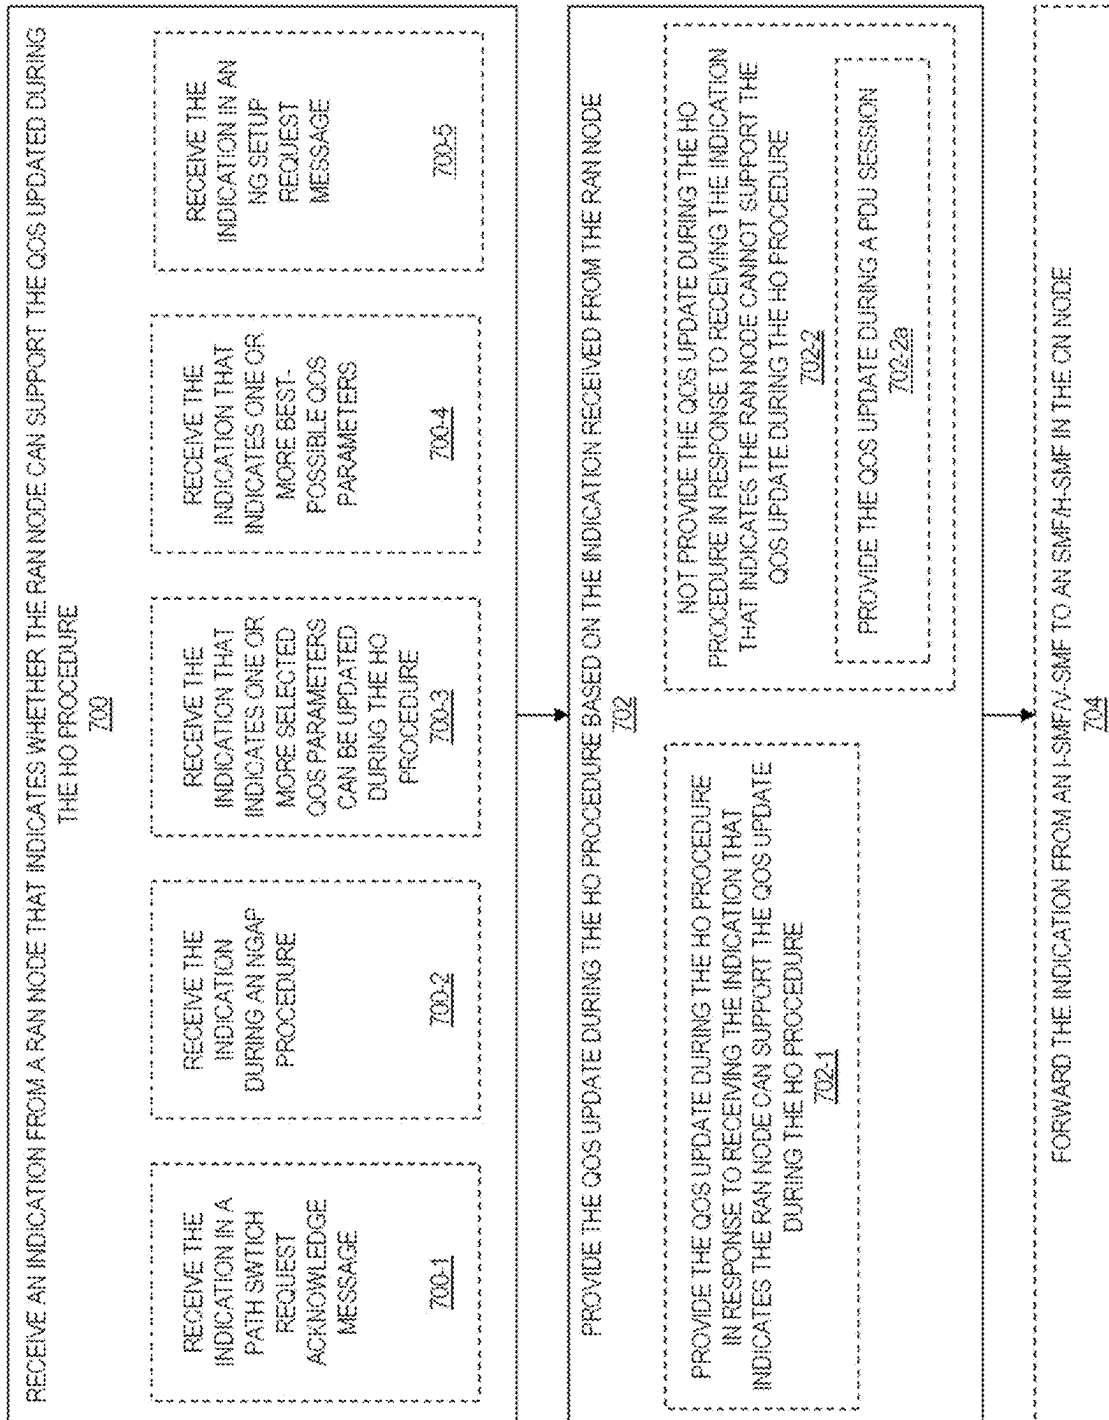 RECEIVE AN INDICATION FROM A RAN NODE THAT INDICATES WHETHER THE RAN NODE CAN SUPPORT THE QOS UPDATED DURING
THE HO PROCEDURE
700
RECEIVE THE
INDICATION IN A
PATH SWTICH
REQUEST
ACKNOWLEDGE
MESSAGE
700-1
RECEIVE THE
INDICATION
DURING AN NGAP
PROCEDURE
700-2
RECEIVE THE
INDICATION THAT
INDICATES ONE OR
MORE SELECTED
QOS PARAMETERS
CAN BE UPDATED
DURING THE HO
PROCEDURE
700-3
RECEIVE THE
INDICATION THAT
INDICATES ONE OR
MORE BEST-
POSSIBLE QOS
PARAMETERS
700-4
RECEIVE THE
INDICATION IN AN
NG SETUP
REQUEST
MESSAGE
700-5
PROVIDE THE QOS UPDATE DURING THE HO PROCEDURE BASED ON THE INDICATION RECEIVED FROM THE RAN NODE
702
PROVIDE THE QOS UPDATE DURING THE HO PROCEDURE
IN RESPONSE TO RECEIVING THE INDICATION THAT
INDICATES THE RAN NODE CAN SUPPORT THE QOS UPDATE
DURING THE HO PROCEDURE
702-1
NOT PROVIDE THE QOS UPDATE DURING THE HO
PROCEDURE IN RESPONSE TO RECEIVING THE INDICATION
THAT INDICATES THE RAN NODE CANNOT SUPPORT THE
QOS UPDATE DURING THE HO PROCEDURE
702-2
PROVIDE THE QOS UPDATE DURING A PDU SESSION
702-2a
FORWARD THE INDICATION FROM AN I-SMF/V-SMF TO AN SMF/H-SMF IN THE CN NODE
704